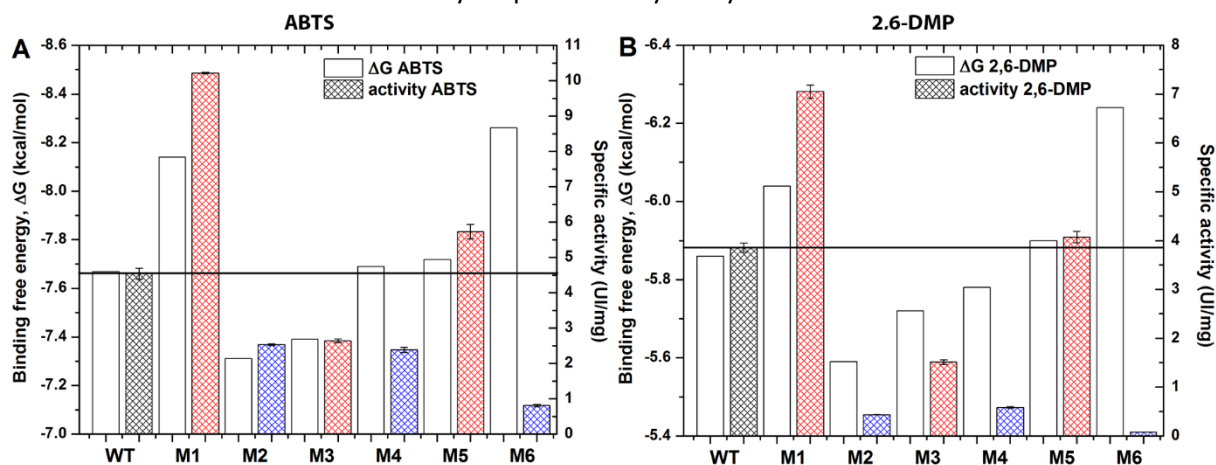 ABTS
2.6-DMP
A
-8.6
-8.4
-8.2
-8.0
-7.8
-7.6
-7.4
-7.2
-7.0
Binding free energy, ΔG (kcal/mol)
ΔG ABTS
activity ABTS
11
10
9
8
7
6
5
4
3
2
1
0
Specific activity (UI/mg)
WT M1 M2 M3 M4 M5 M6
B
-6.4
-6.2
-6.0
-5.8
-5.6
-5.4
Binding free energy, ΔG (kcal/mol)
ΔG 2,6-DMP
activity 2,6-DMP
8
7
6
5
4
3
2
1
0
Specific activity (UI/mg)
WT M1 M2 M3 M4 M5 M6